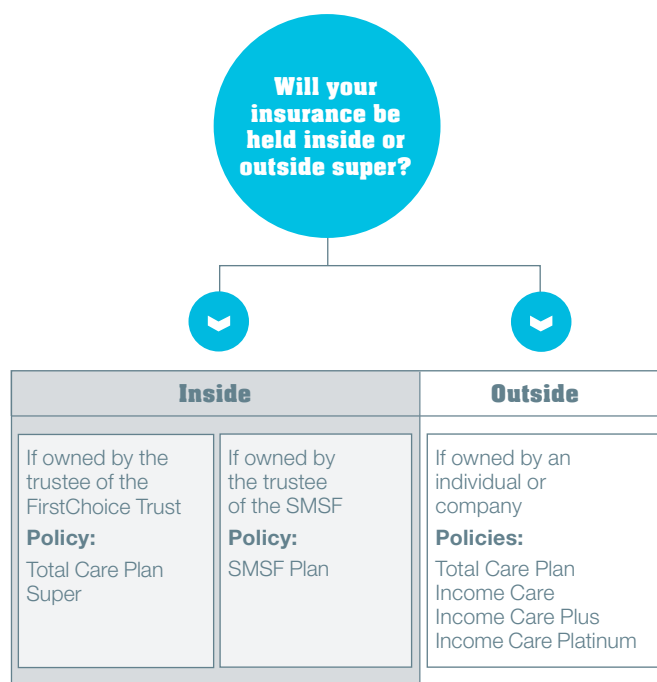 Will your
insurance be
held inside or
outside super?
Inside
Outside
If owned by the
trustee of the
FirstChoice Trust
Policy:
Total Care Plan
Super
If owned by
the trustee
of the SMSF
Policy:
SMSF Plan
If owned by an
individual or
company
Policies:
Total Care Plan
Income Care
Income Care Plus
Income Care Platinum